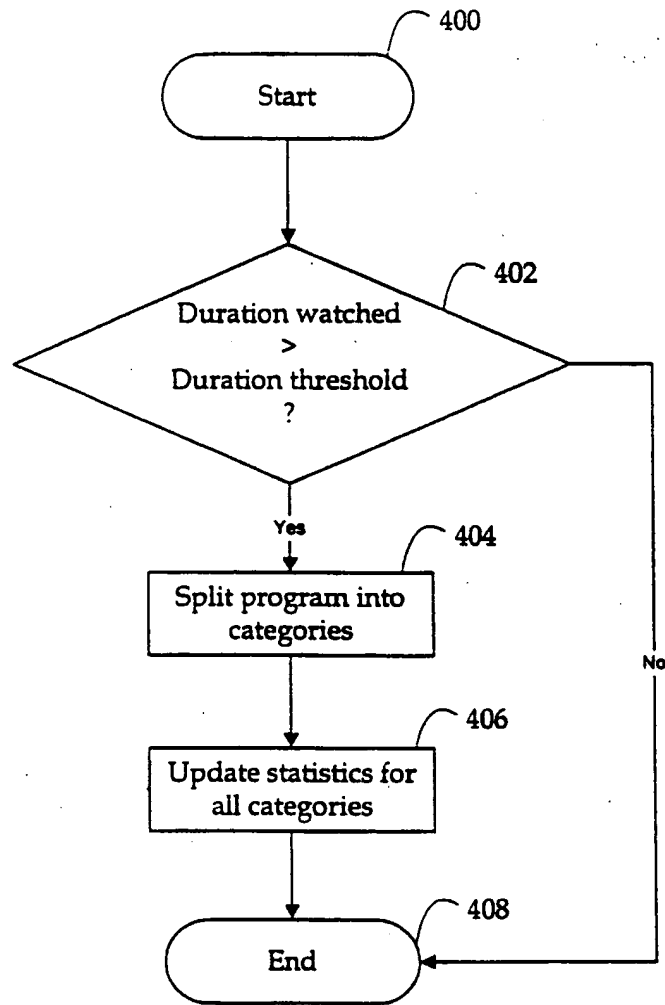 400
Start
402
Duration watched
>
Duration threshold
?
Yes
404
Split program into
categories
No
406
Update statistics for
all categories
408
End